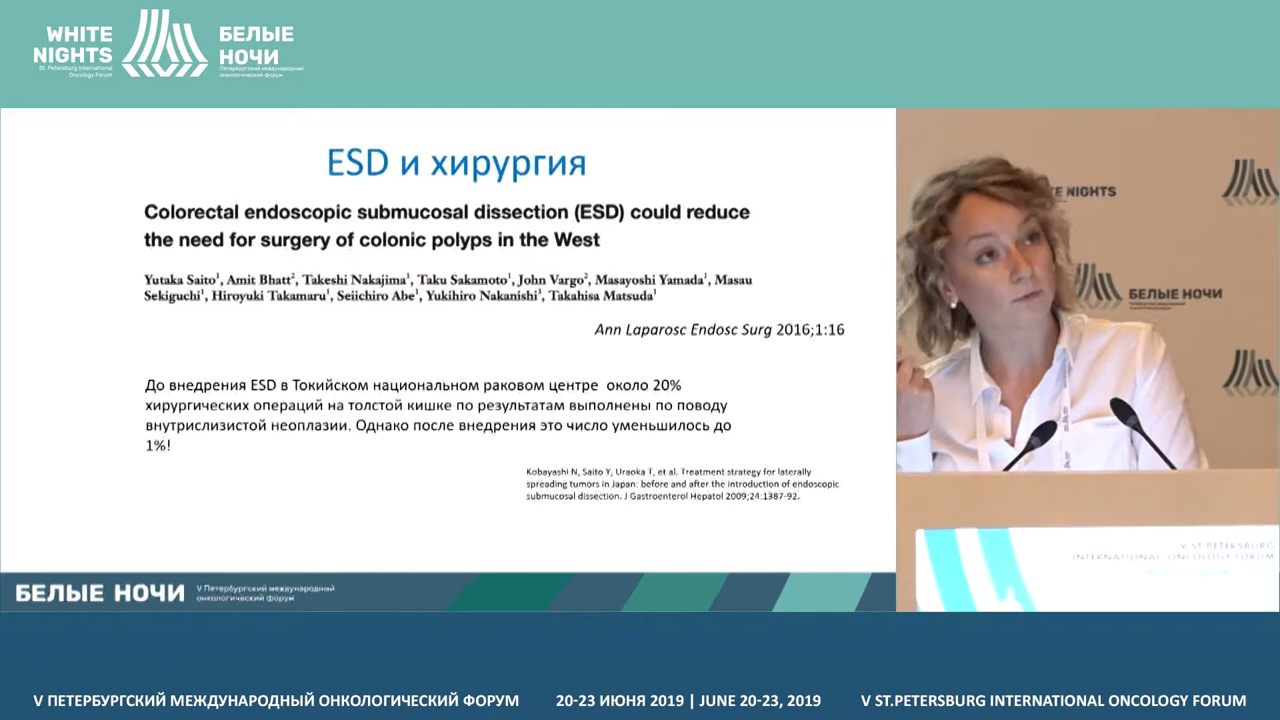 WHITE
NIGHTS
St. Petersburg International
Oncology Forum
БЕЛЫЕ
НОЧИ
Петербургский международный
онкологический форум
ESD и хирургия
Colorectal endoscopic submucosal dissection (ESD) could reduce
the need for surgery of colonic polyps in the West
Yutaka Saito¹, Amit Bhatt², Takeshi Nakajima¹, Taku Sakamoto¹, John Vargo², Masayoshi Yamada¹, Masau
Sekiguchi¹, Hiroyuki Takamaru¹, Seiichiro Abe¹, Yukihiro Nakanishi³, Takahisa Matsuda¹
Ann Laparosc Endosc Surg 2016;1:16
До внедрения ESD в Токийском национальном раковом центре около 20%
хирургических операций на толстой кишке по результатам выполнены по поводу
внутрислизистой неоплазии. Однако после внедрения это число уменьшилось до
1%!
Kobayashi N, Saito Y, Uraoka T, et al. Treatment strategy for laterally
spreading tumors in Japan: before and after the introduction of endoscopic
submucosal dissection. J Gastroenterol Hepatol 2009;24:1387-92.
БЕЛЫЕ НОЧИ
V Петербургский международный
онкологический форум
NIGHTS
БЕЛЫЕ НОЧИ
V ST.PETERSBURG
INTERNATIONAL ONCOLOGY FORUM
V ПЕТЕРБУРГСКИЙ МЕЖДУНАРОДНЫЙ ОНКОЛОГИЧЕСКИЙ ФОРУМ
20-23 ИЮНЯ 2019 | JUNE 20-23, 2019
V ST.PETERSBURG INTERNATIONAL ONCOLOGY FORUM